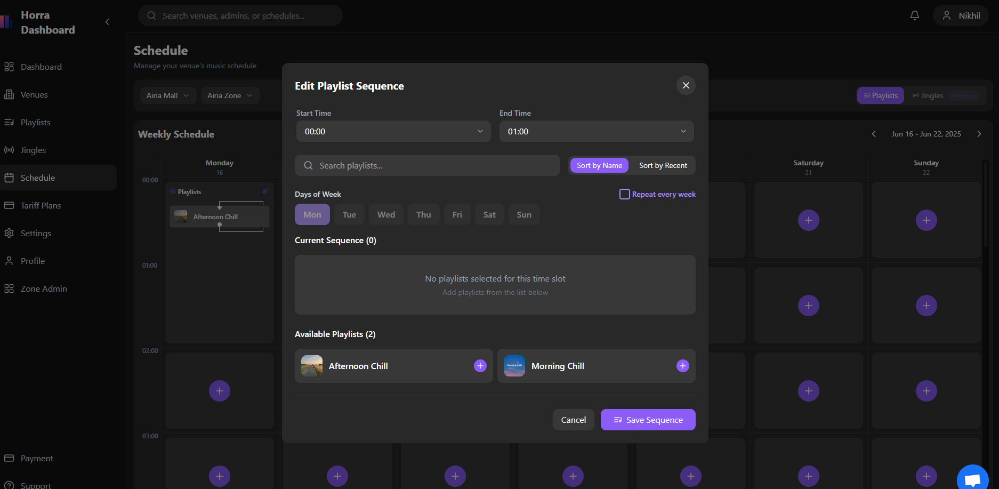 Horra
Dashboard
Search venues, admins, or schedules...
Nikhil
Dashboard
Venues
Playlists
Jingles
Schedule
Tariff Plans
Settings
Profile
Zone Admin
Payment
Support
Schedule
Manage your venue's music schedule
Airia Mall
Airia Zone
Playlists
Jingles
Premium
Weekly Schedule
Jun 16 - Jun 22, 2025
Monday
16
Saturday
21
Sunday
22
00:00
Playlists
Afternoon Chill
01:00
02:00
03:00
Edit Playlist Sequence
Start Time
End Time
00:00
01:00
Search playlists...
Sort by Name
Sort by Recent
Days of Week
Repeat every week
Mon
Tue
Wed
Thu
Fri
Sat
Sun
Current Sequence (0)
No playlists selected for this time slot
Add playlists from the list below
Available Playlists (2)
Afternoon Chill
Morning Chill
Morning Chill
Cancel
Save Sequence